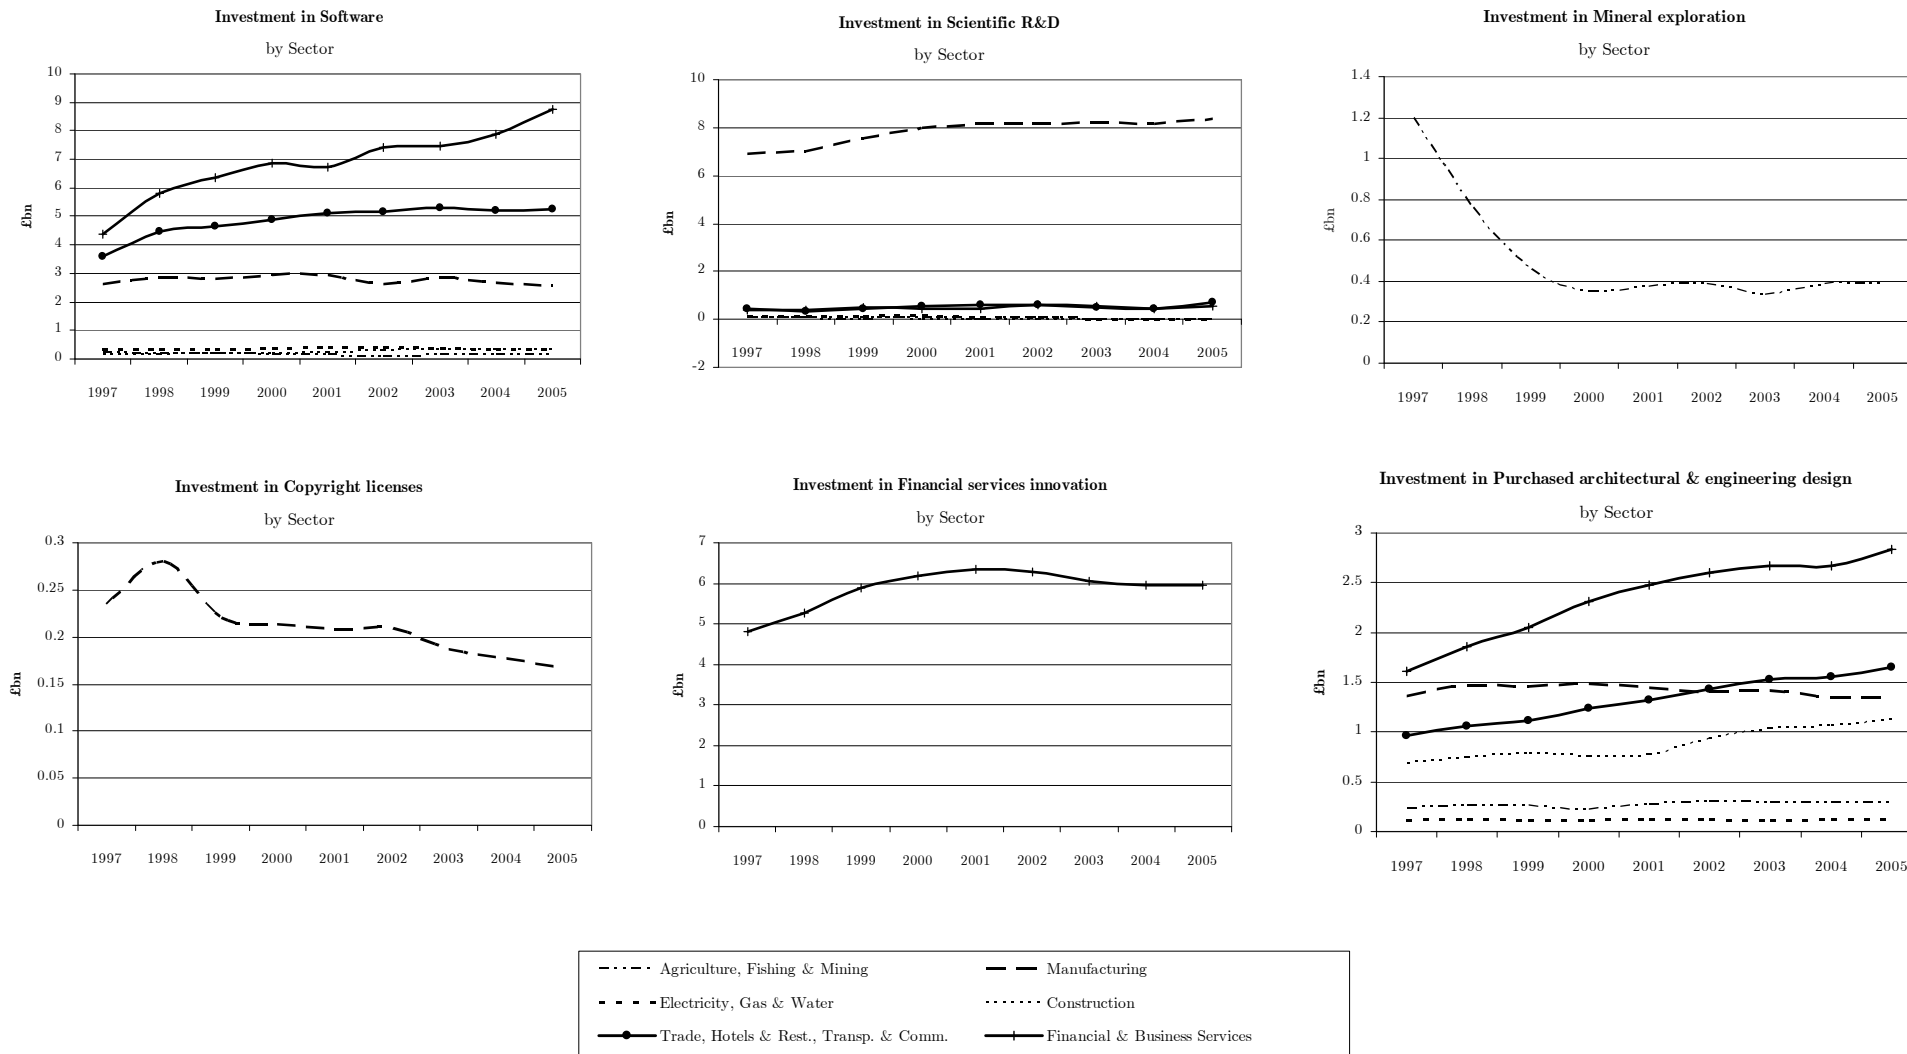 Investment in Software
by Sector
10
9
8
7
6
5
4
3
2
1
0
£bn
1997 1998 1999 2000 2001 2002 2003 2004 2005
Investment in Scientific R&D
by Sector
10
8
6
4
2
0
-2
£bn
1997 1998 1999 2000 2001 2002 2003 2004 2005
Investment in Mineral exploration
by Sector
1.4
1.2
1
0.8
0.6
0.4
0.2
0
£bn
1997 1998 1999 2000 2001 2002 2003 2004 2005
Investment in Copyright licenses
by Sector
0.3
0.25
0.2
0.15
0.1
0.05
0
£bn
1997 1998 1999 2000 2001 2002 2003 2004 2005
Investment in Financial services innovation
by Sector
7
6
5
4
3
2
1
0
£bn
1997 1998 1999 2000 2001 2002 2003 2004 2005
Investment in Purchased architectural & engineering design
by Sector
3
2.5
2
1.5
1
0.5
0
£bn
1997 1998 1999 2000 2001 2002 2003 2004 2005
Agriculture, Fishing & Mining
Manufacturing
Electricity, Gas & Water
Construction
Trade, Hotels & Rest., Transp. & Comm.
Financial & Business Services